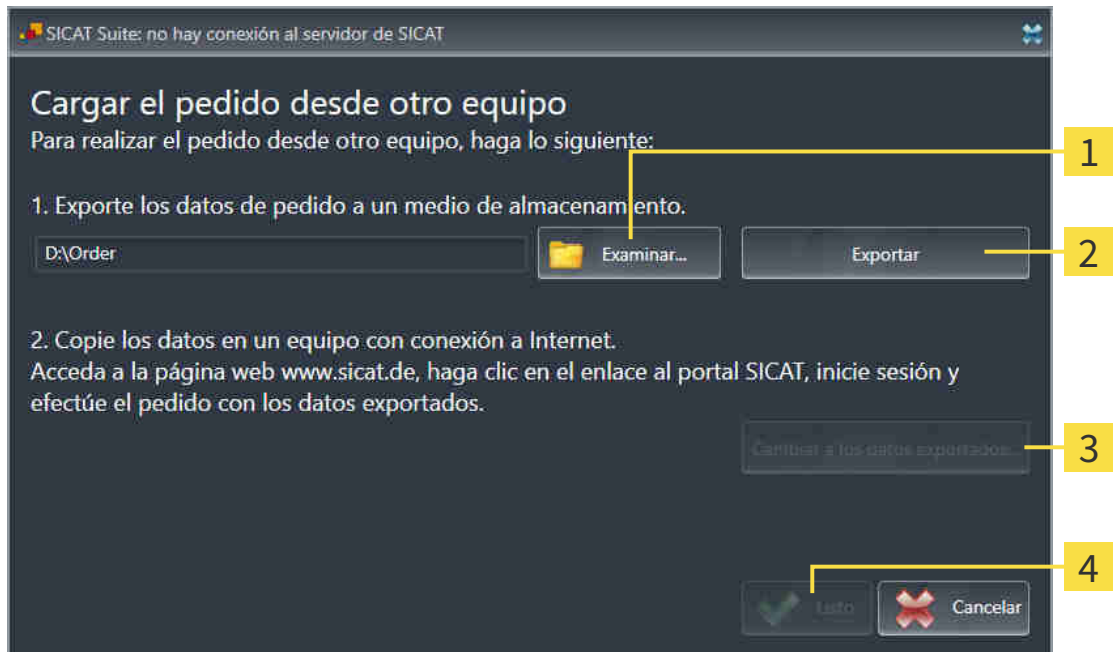 SICAT Suite: no hay conexión al servidor de SICAT
Cargar el pedido desde otro equipo
Para realizar el pedido desde otro equipo, haga lo siguiente:
1
1. Exporte los datos de pedido a un medio de almacenamiento.
D:\Order
Examinar...
Exportar
2
2. Copie los datos en un equipo con conexión a Internet.
Acceda a la página web www.sicat.de, haga clic en el enlace al portal SICAT, inicie sesión y
efectúe el pedido con los datos exportados.
Cambiar a los datos exportados...
3
4
Listo
Cancelar